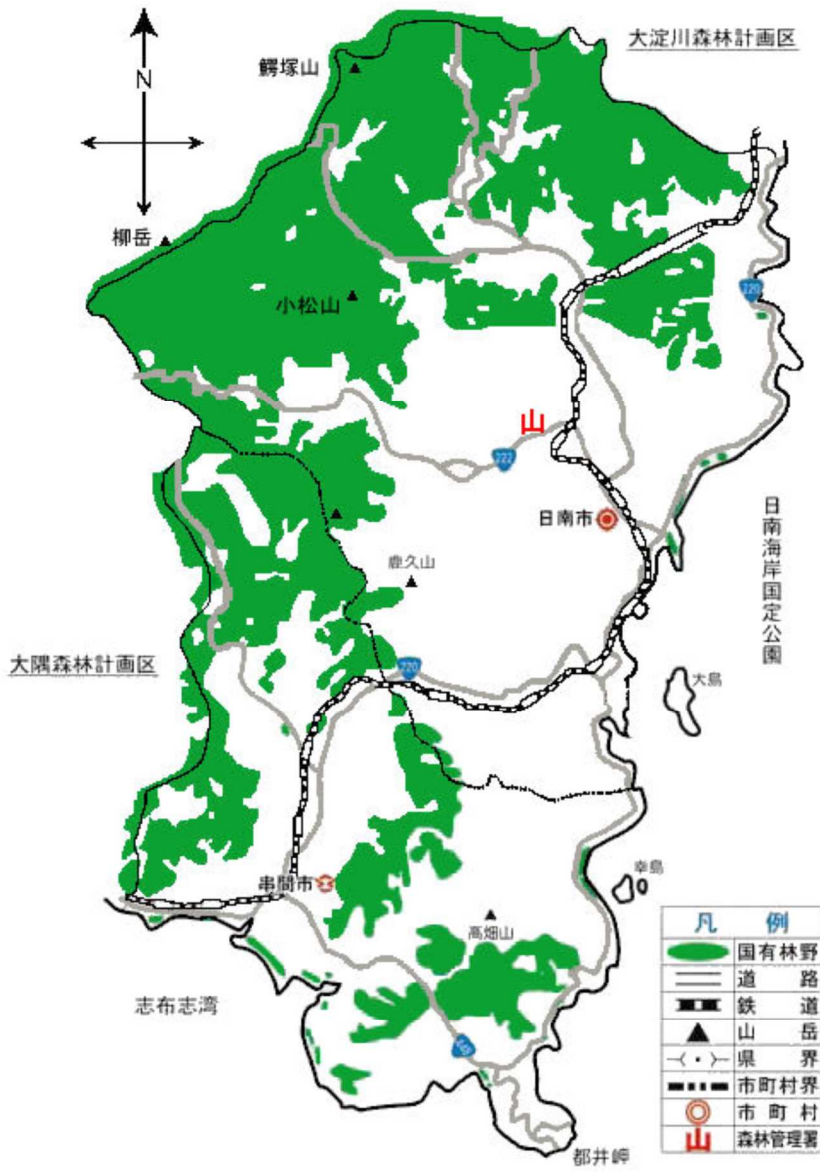 大淀川森林計画区
鰐塚山
N
柳岳
小松山
220
山
222
日南市
日南海岸国定公園
鹿久山
大隅森林計画区
220
大島
串間市
幸島
高畑山
志布志湾
448
都井岬
凡 例
国有林野
道 路
鉄 道
山 岳
県 界
市町村界
市 町 村
山 森林管理署